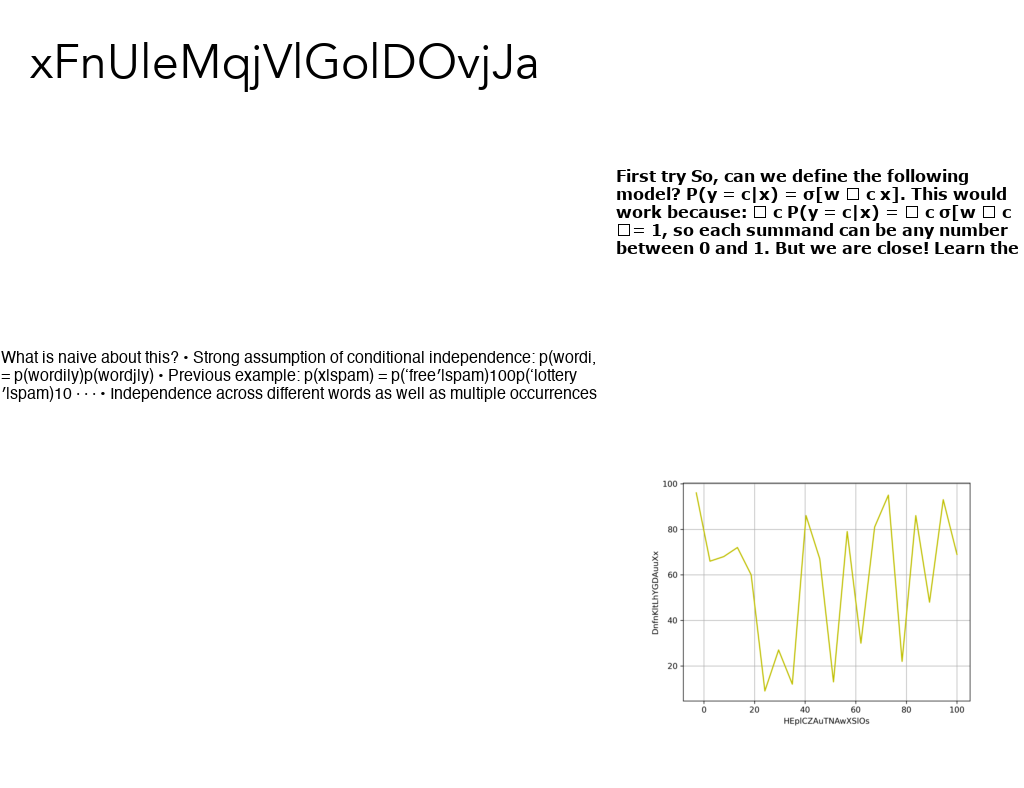 xFnUleMqjVlGolDOvjJa
First try So, can we define the following
model? P(y = c|x) = σ[w □ c x]. This would
work because: □ c P(y = c|x) = □ c σ[w □ c
□= 1, so each summand can be any number
between 0 and 1. But we are close! Learn the
What is naive about this? • Strong assumption of conditional independence: p(wordi,
= p(wordi|y)p(wordj|y) • Previous example: p(x|spam) = p(‘free′|spam)100p(‘lottery
′|spam)10 · · · • Independence across different words as well as multiple occurrences
100
80
60
40
20
0 20 40 60 80 100
HEpICZAuTNAwXSlOs